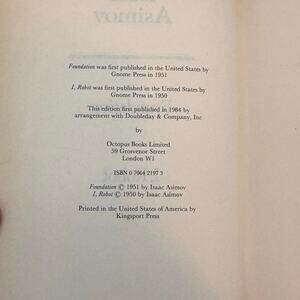 Asimov
Foundation was first published in the United States by
Gnome Press in 1951
I, Robot was first published in the United States by
Gnome Press in 1950
This edition first published in 1984 by
arrangement with Doubleday & Company, Inc
by
Octopus Books Limited
59 Grosvenor Street
London W1
ISBN 0 7064 2197 3
Foundation © 1951 by Isaac Asimov
I, Robot © 1950 by Isaac Asimov
Printed in the United States of America by
Kingsport Press